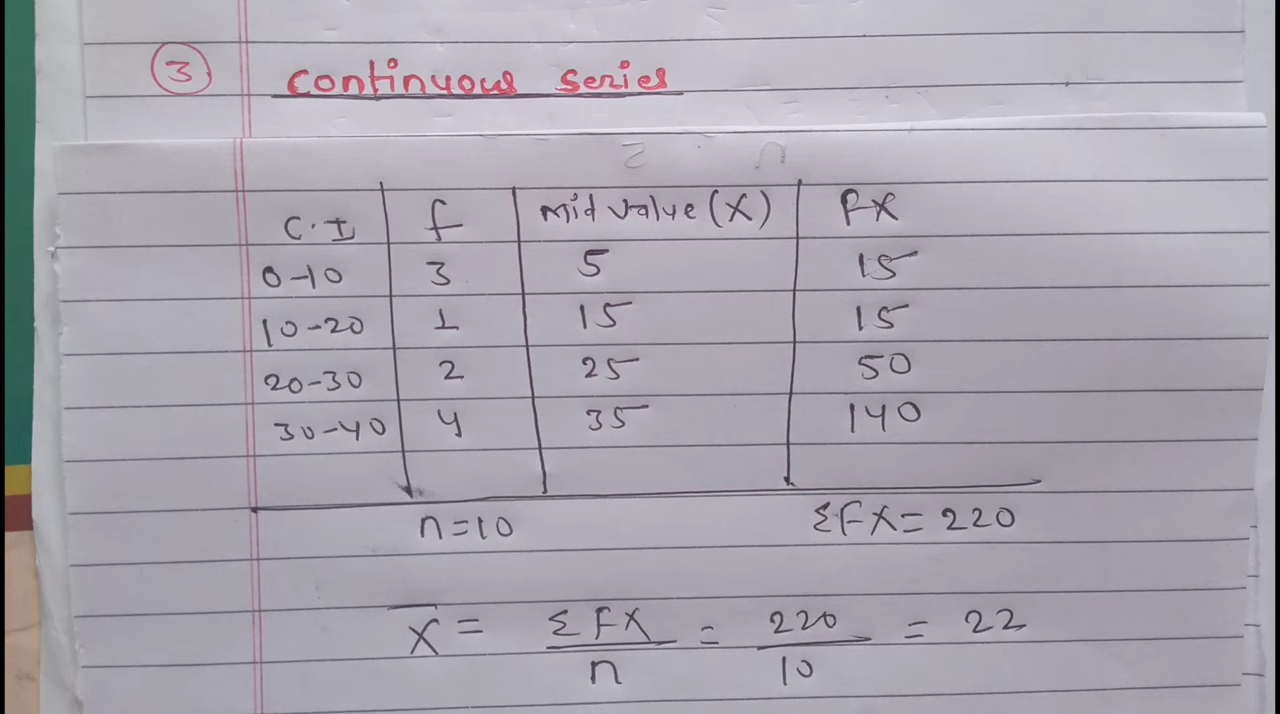 3 continuous series
C.I f mid value (X) FX
0-10 3 5 15
10-20 1 15 15
20-30 2 25 50
30-40 4 35 140
n=10 ΣFX= 220
X̄ = ΣFX/n = 220/10 = 22